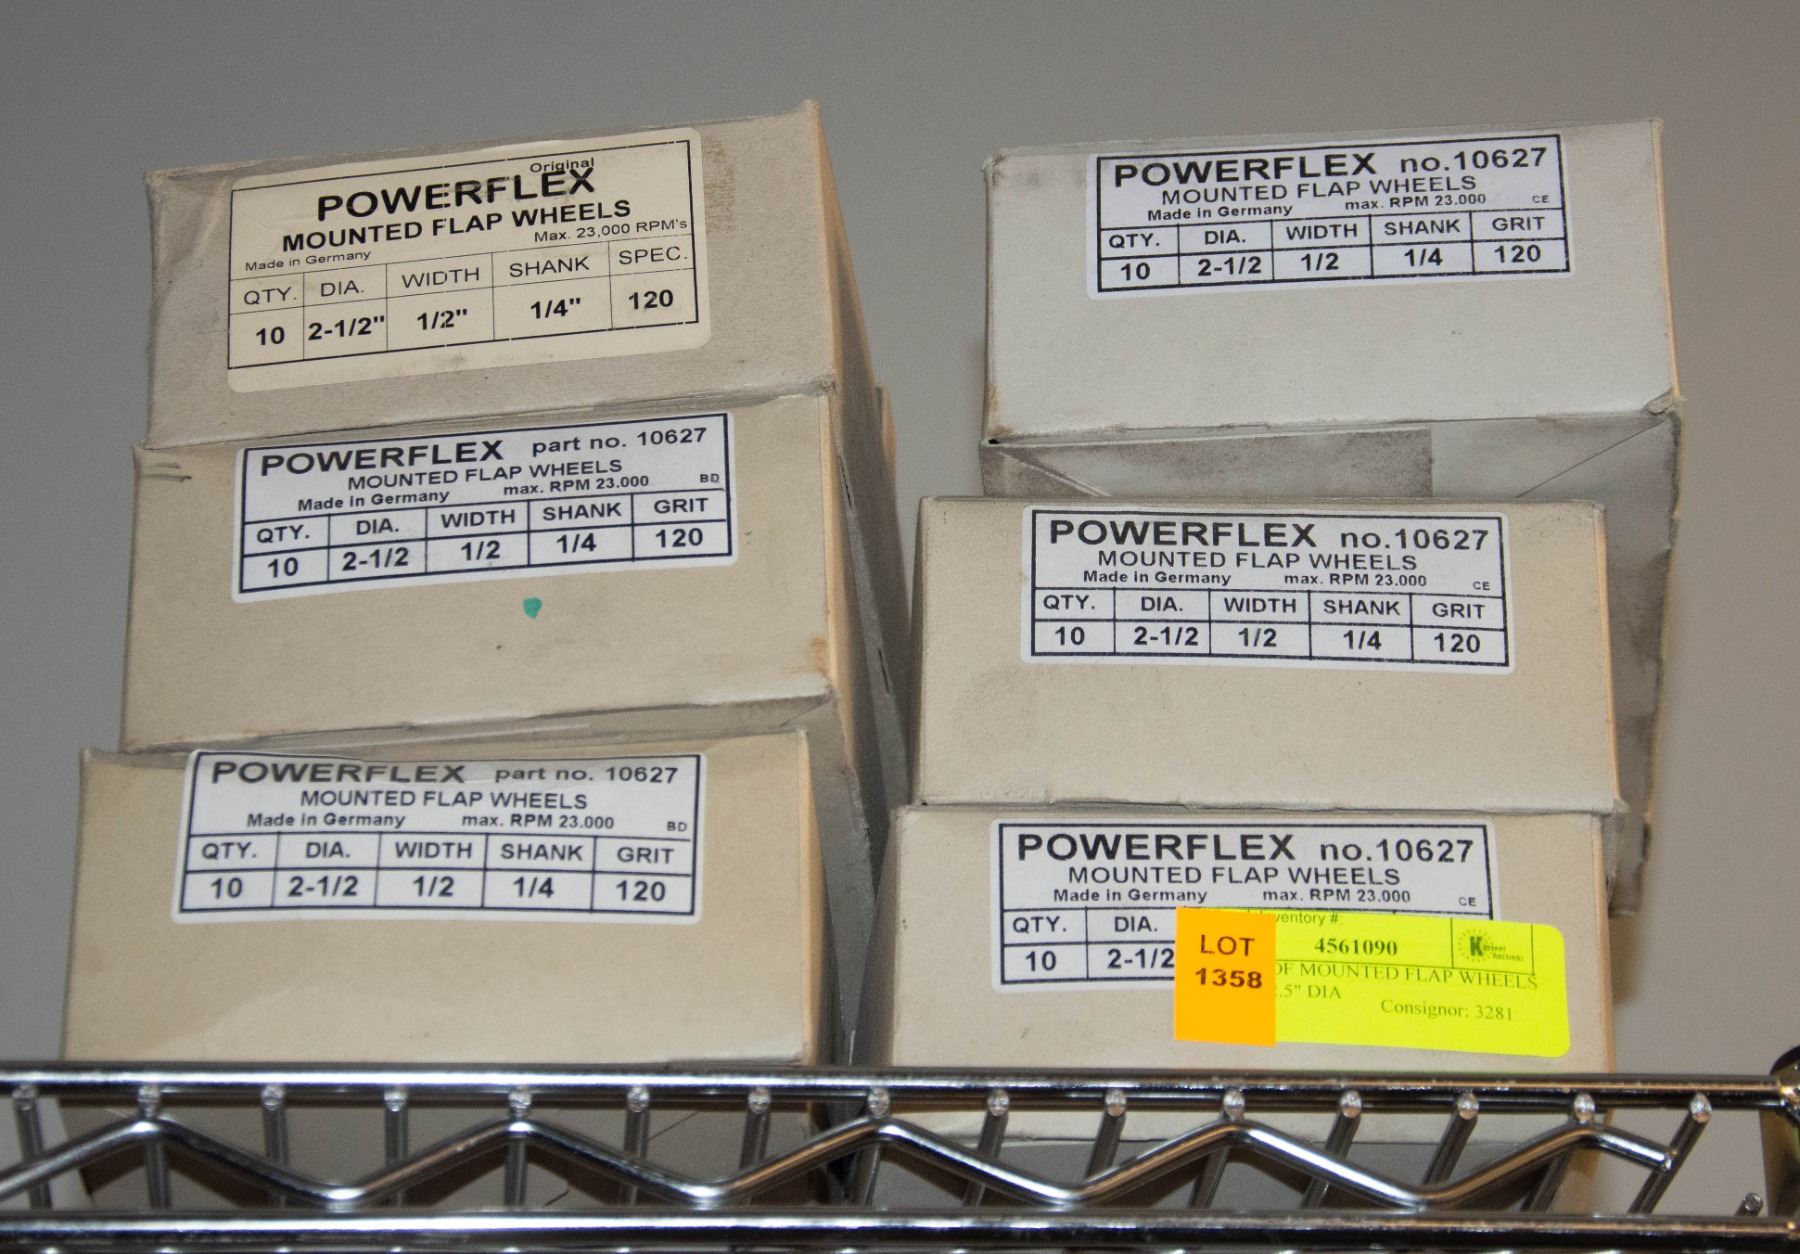 Original
POWERFLEX
MOUNTED FLAP WHEELS
Max. 23,000 RPM's
Made in Germany
QTY. DIA. WIDTH SHANK SPEC.
10 2-1/2" 1/2" 1/4" 120
POWERFLEX part no. 10627
MOUNTED FLAP WHEELS
Made in Germany max. RPM 23.000 BD
QTY. DIA. WIDTH SHANK GRIT
10 2-1/2 1/2 1/4 120
POWERFLEX part no. 10627
MOUNTED FLAP WHEELS
Made in Germany max. RPM 23.000 BD
QTY. DIA. WIDTH SHANK GRIT
10 2-1/2 1/2 1/4 120
POWERFLEX no.10627
MOUNTED FLAP WHEELS
Made in Germany max. RPM 23.000 CE
QTY. DIA. WIDTH SHANK GRIT
10 2-1/2 1/2 1/4 120
POWERFLEX no.10627
MOUNTED FLAP WHEELS
Made in Germany max. RPM 23.000 CE
QTY. DIA. WIDTH SHANK GRIT
10 2-1/2 1/2 1/4 120
POWERFLEX no.10627
MOUNTED FLAP WHEELS
Made in Germany max. RPM 23.000 CE
QTY. DIA.
10 2-1/2
LOT
1358
#:
4561090
OF MOUNTED FLAP WHEELS
.5" DIA
Consignor: 3281